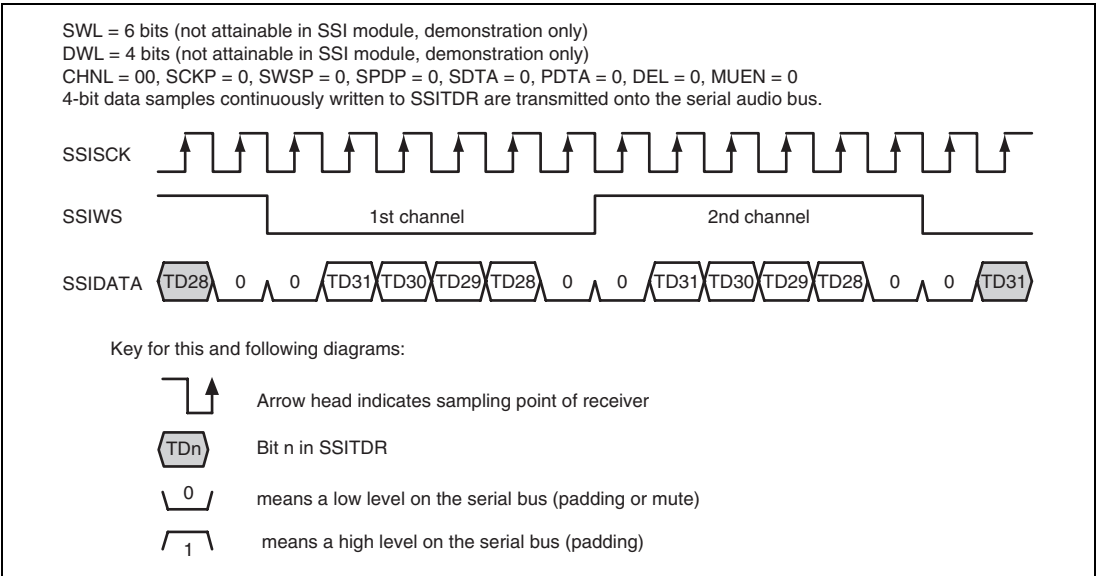 SWL = 6 bits (not attainable in SSI module, demonstration only)
DWL = 4 bits (not attainable in SSI module, demonstration only)
CHNL = 00, SCKP = 0, SWSP = 0, SPDP = 0, SDTA = 0, PDTA = 0, DEL = 0, MUEN = 0
4-bit data samples continuously written to SSITDR are transmitted onto the serial audio bus.
SSISCK
SSIWS 1st channel 2nd channel
SSIDATA TD28 0 0 TD31 TD30 TD29 TD28 0 0 TD31 TD30 TD29 TD28 0 0 TD31
Key for this and following diagrams:
Arrow head indicates sampling point of receiver
TDn Bit n in SSITDR
0 means a low level on the serial bus (padding or mute)
1 means a high level on the serial bus (padding)